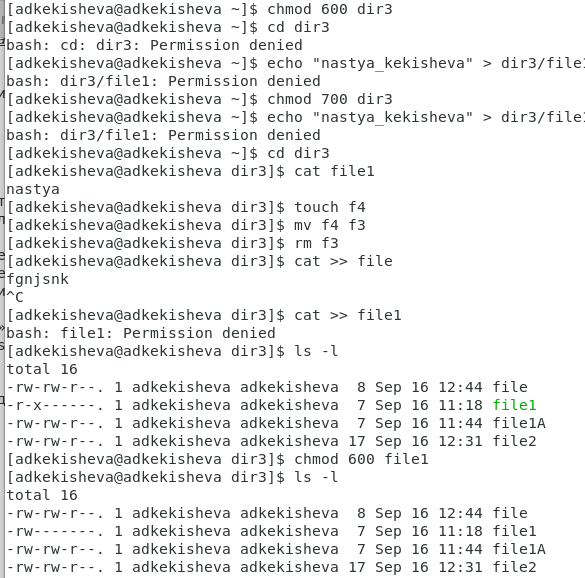 [adkekisheva@adkekisheva ~]$ chmod 600 dir3
[adkekisheva@adkekisheva ~]$ cd dir3
bash: cd: dir3: Permission denied
[adkekisheva@adkekisheva ~]$ echo "nastya_kekisheva" > dir3/file1
bash: dir3/file1: Permission denied
[adkekisheva@adkekisheva ~]$ chmod 700 dir3
[adkekisheva@adkekisheva ~]$ echo "nastya_kekisheva" > dir3/file1
bash: dir3/file1: Permission denied
[adkekisheva@adkekisheva ~]$ cd dir3
[adkekisheva@adkekisheva dir3]$ cat file1
nastya
[adkekisheva@adkekisheva dir3]$ touch f4
[adkekisheva@adkekisheva dir3]$ mv f4 f3
[adkekisheva@adkekisheva dir3]$ rm f3
[adkekisheva@adkekisheva dir3]$ cat >> file
fgnjsnk
^C
[adkekisheva@adkekisheva dir3]$ cat >> file1
bash: file1: Permission denied
[adkekisheva@adkekisheva dir3]$ ls -l
total 16
-rw-rw-r--. 1 adkekisheva adkekisheva  8 Sep 16 12:44 file
-r-x------. 1 adkekisheva adkekisheva  7 Sep 16 11:18 file1
-rw-rw-r--. 1 adkekisheva adkekisheva  7 Sep 16 11:44 file1A
-rw-rw-r--. 1 adkekisheva adkekisheva 17 Sep 16 12:31 file2
[adkekisheva@adkekisheva dir3]$ chmod 600 file1
[adkekisheva@adkekisheva dir3]$ ls -l
total 16
-rw-rw-r--. 1 adkekisheva adkekisheva  8 Sep 16 12:44 file
-rw-------. 1 adkekisheva adkekisheva  7 Sep 16 11:18 file1
-rw-rw-r--. 1 adkekisheva adkekisheva  7 Sep 16 11:44 file1A
-rw-rw-r--. 1 adkekisheva adkekisheva 17 Sep 16 12:31 file2